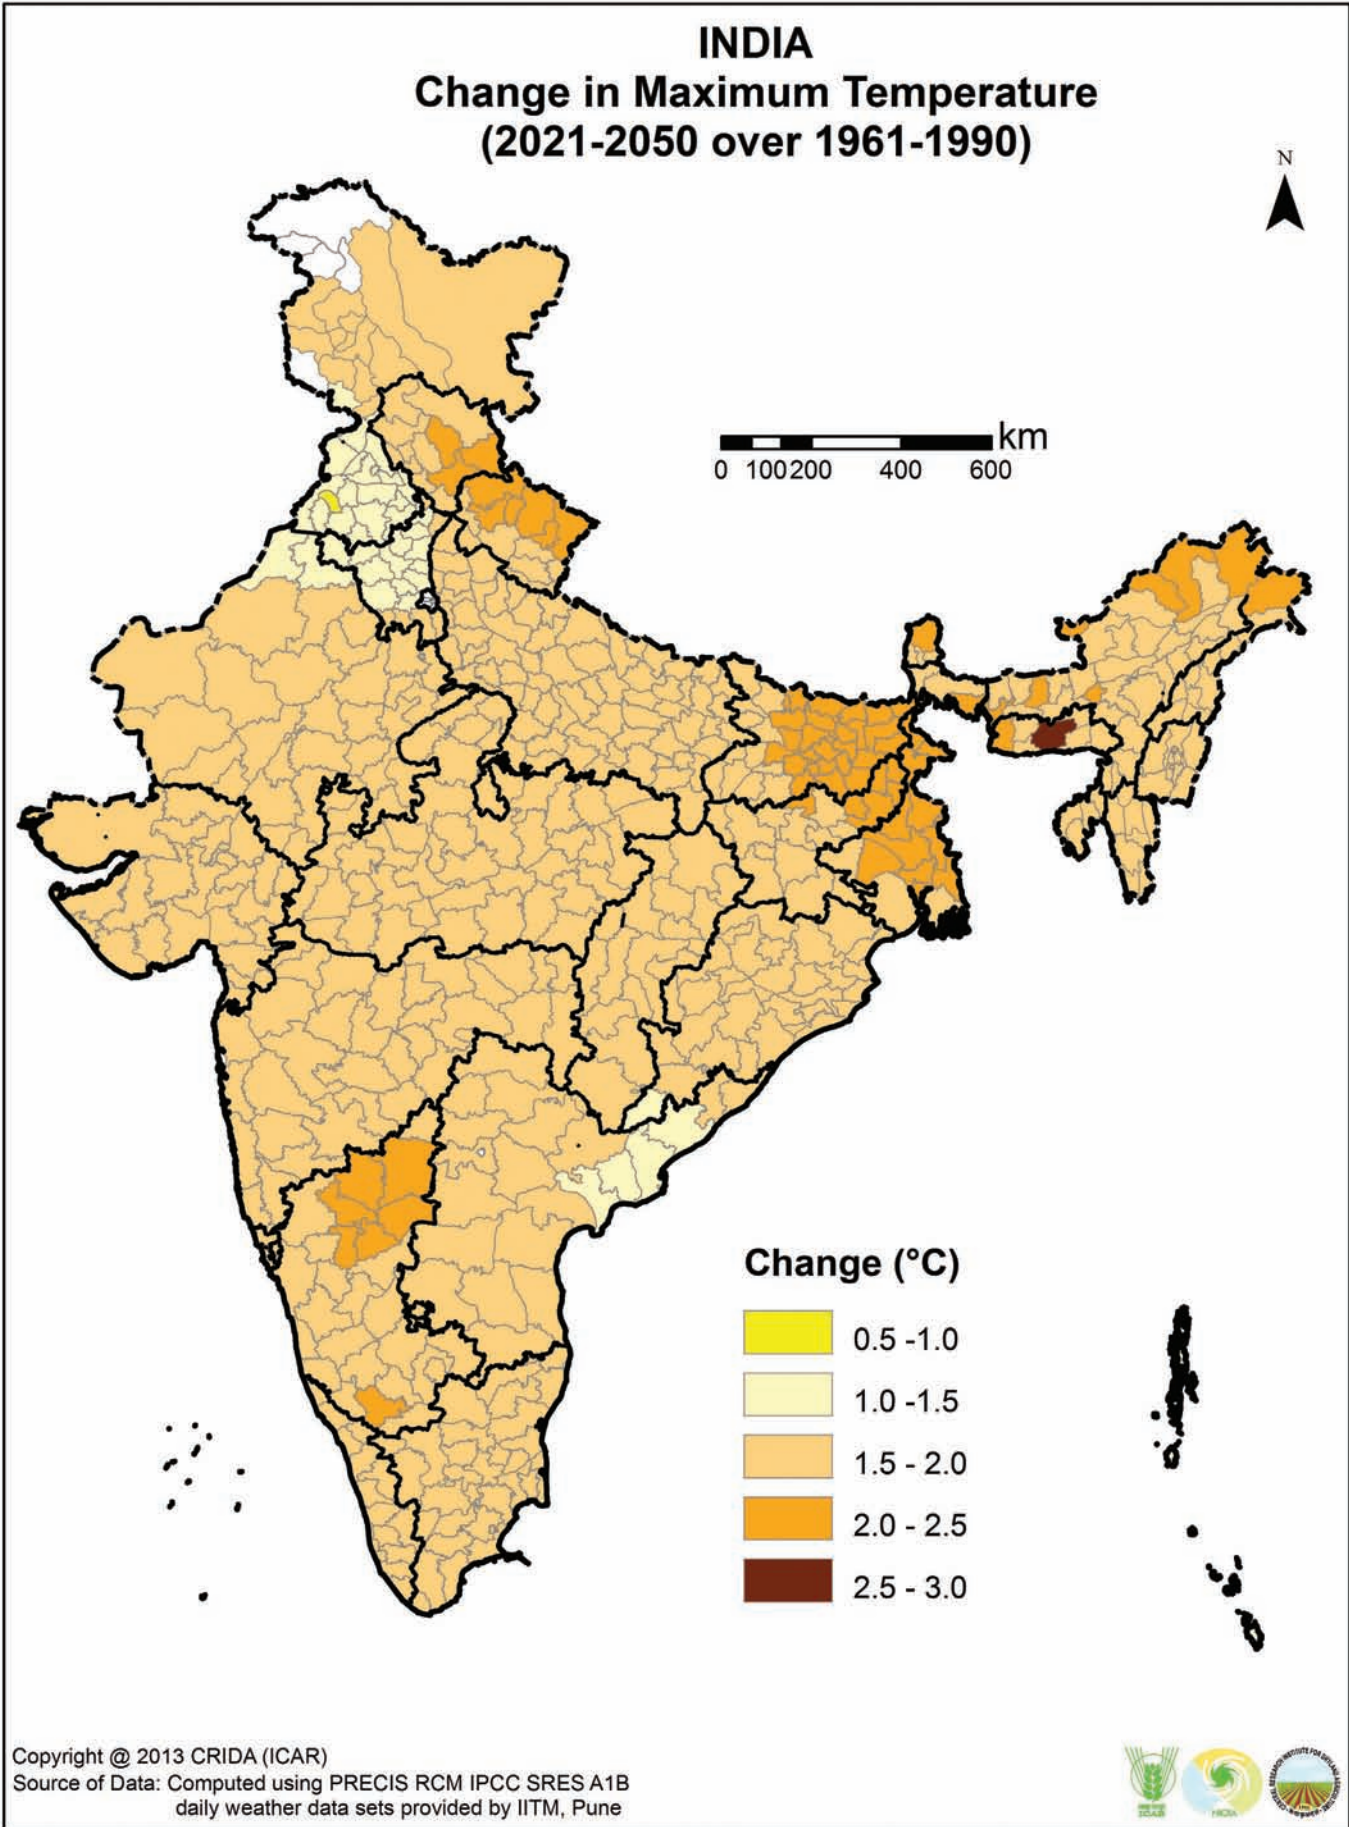 INDIA
Change in Maximum Temperature
(2021-2050 over 1961-1990)
N
km
0 100 200 400 600
Change (°C)
0.5 -1.0
1.0 -1.5
1.5 - 2.0
2.0 - 2.5
2.5 - 3.0
Copyright @ 2013 CRIDA (ICAR)
Source of Data: Computed using PRECIS RCM IPCC SRES A1B
daily weather data sets provided by IITM, Pune